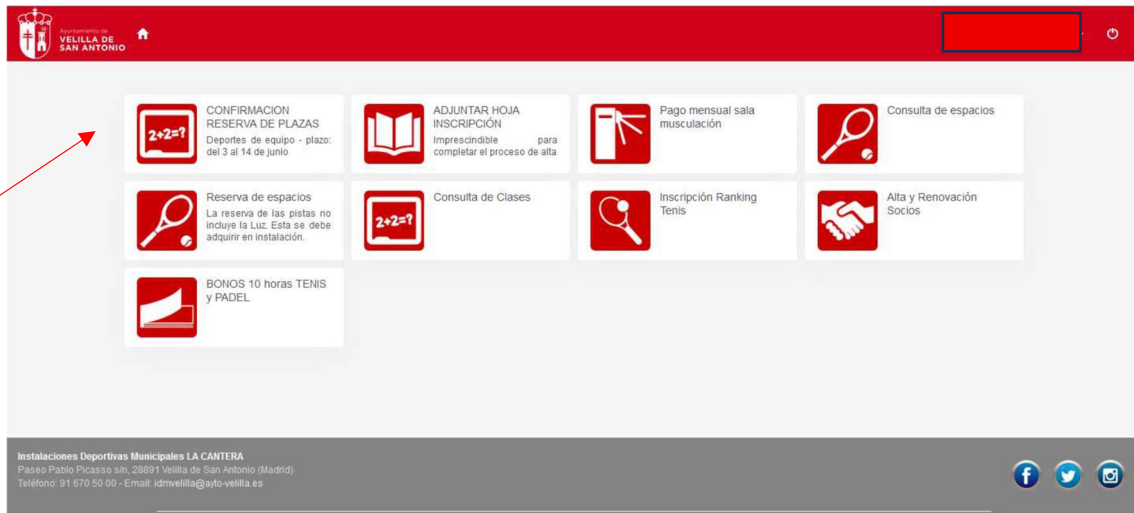 Ayuntamiento de
VELILLA DE
SAN ANTONIO
2+2=?
CONFIRMACION
RESERVA DE PLAZAS
Deportes de equipo - plazo:
del 3 al 14 de junio
ADJUNTAR HOJA
INSCRIPCIÓN
Imprescindible para
completar el proceso de alta
Pago mensual sala
musculación
Consulta de espacios
Reserva de espacios
La reserva de las pistas no
incluye la Luz. Esta se debe
adquirir en instalación.
2+2=?
Consulta de Clases
Inscripción Ranking
Tenis
Alta y Renovación
Socios
BONOS 10 horas TENIS
y PADEL
Instalaciones Deportivas Municipales LA CANTERA
Paseo Pablo Picasso s/n, 28891 Velilla de San Antonio (Madrid)
Teléfono: 91 670 50 00 - Email: idmvelilla@ayto-velilla.es